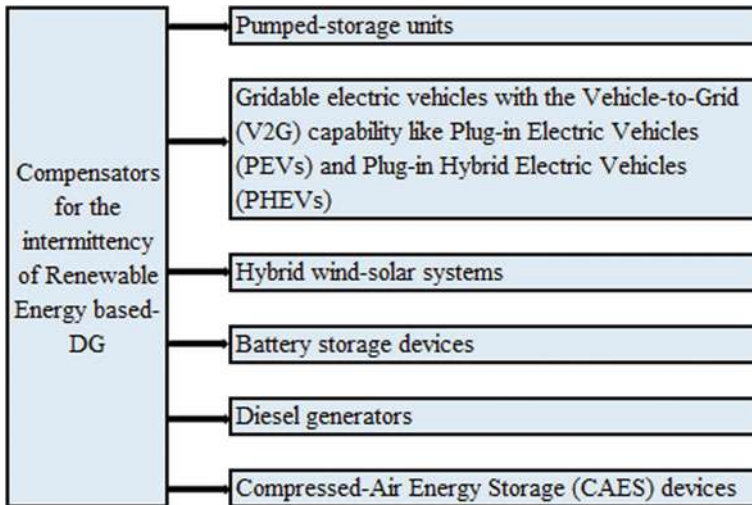 Compensators
for the
intermittency
of Renewable
Energy based-
DG
Pumped-storage units
Gridable electric vehicles with the Vehicle-to-Grid
(V2G) capability like Plug-in Electric Vehicles
(PEVs) and Plug-in Hybrid Electric Vehicles
(PHEVs)
Hybrid wind-solar systems
Battery storage devices
Diesel generators
Compressed-Air Energy Storage (CAES) devices